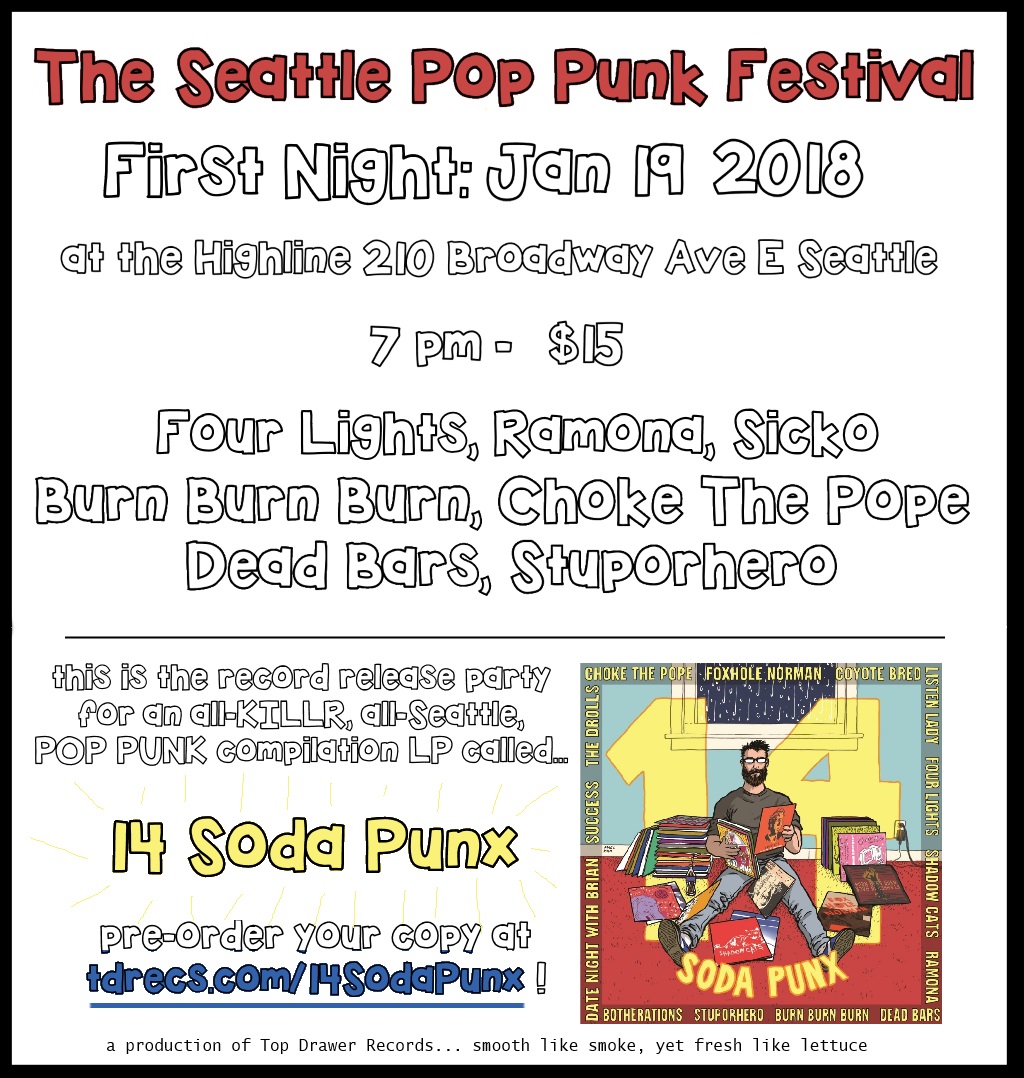 The Seattle Pop Punk Festival
First Night: Jan 19 2018
at the Highline 210 Broadway Ave E Seattle
7 pm - $15
Four Lights, Ramona, Sicko
Burn Burn Burn, Choke The Pope
Dead Bars, Stuporhero
this is the record release party
for an all-KILLR, all-Seattle,
POP PUNK compilation LP called...
14 Soda Punx
pre-order your copy at
tdrecs.com/14SodaPunx !
CHOKE THE POPE FOXHOLE NORMAN COYOTE BRED
LISTEN LADY FOUR LIGHTS SHADOW CATS RAMONA
DATE NIGHT WITH BRIAN SUCCESS THE DROLLS
14
SHADOW CATS
SODA PUNX
BOTHERATIONS STUPORHERO BURN BURN BURN DEAD BARS
a production of Top Drawer Records... smooth like smoke, yet fresh like lettuce